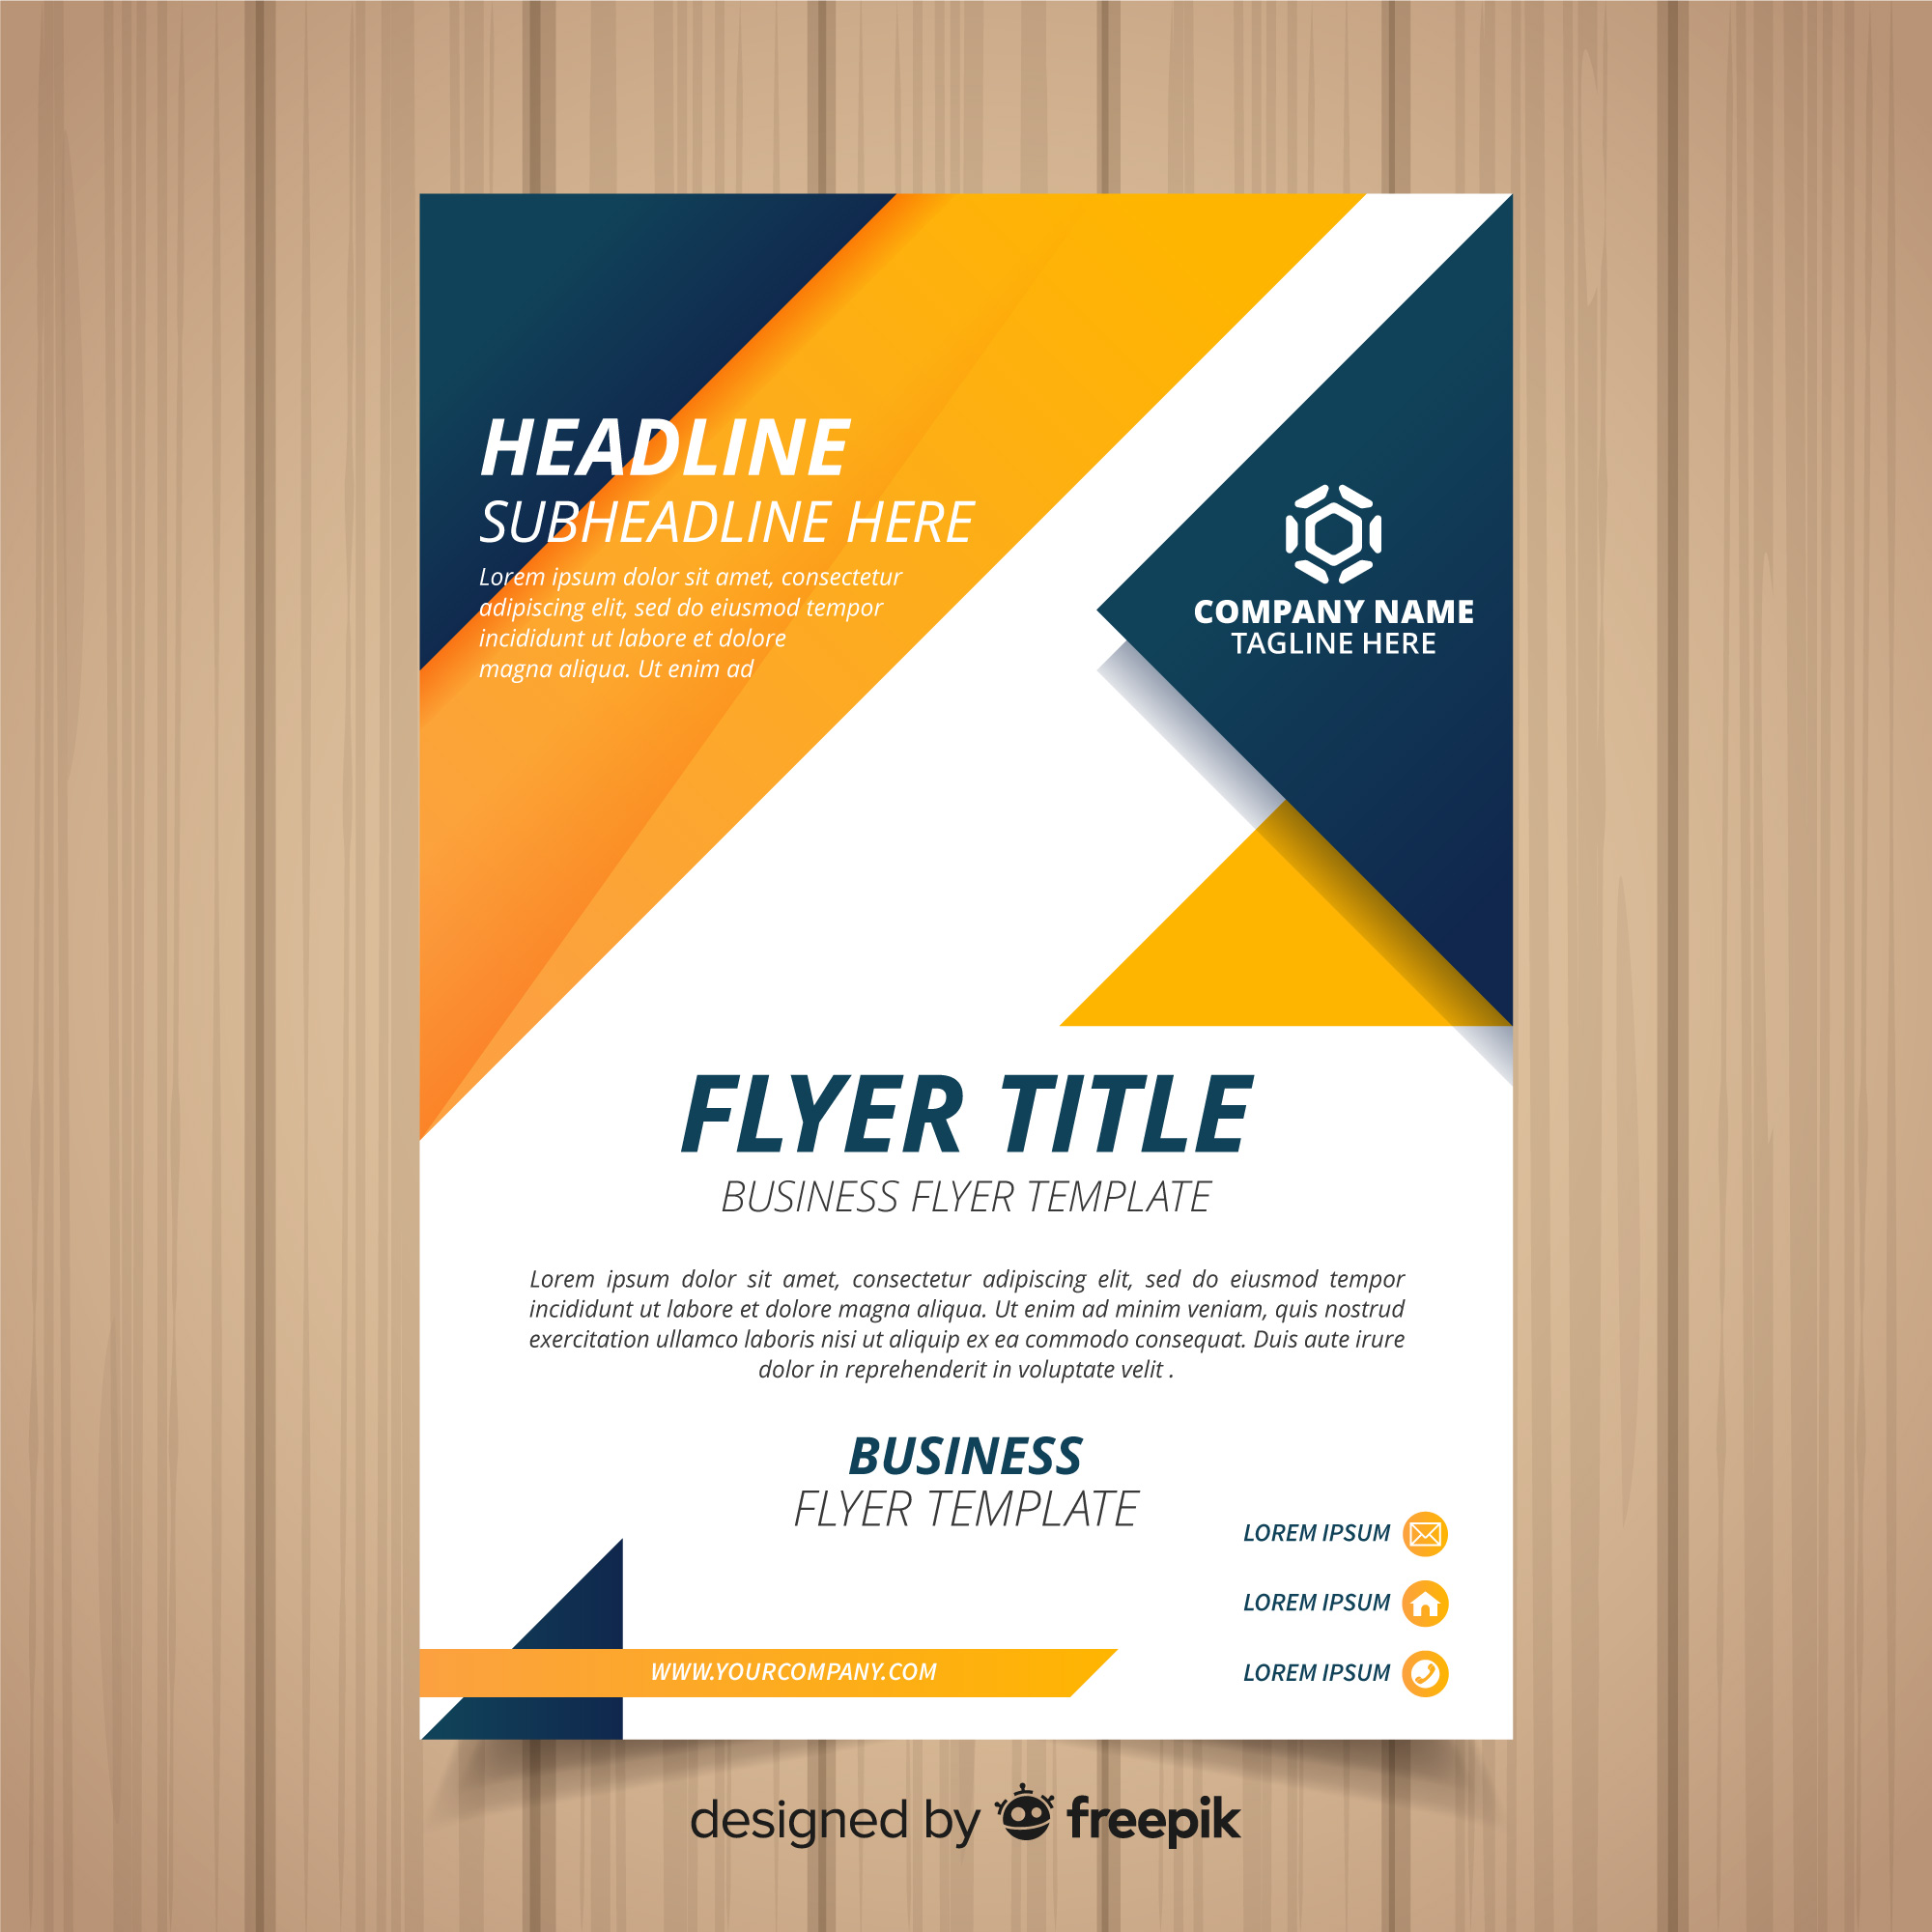 HEADLINE
SUBHEADLINE HERE
Lorem ipsum dolor sit amet, consectetur
adipiscing elit, sed do eiusmod tempor
incididunt ut labore et dolore
magna aliqua. Ut enim ad
COMPANY NAME
TAGLINE HERE
FLYER TITLE
BUSINESS FLYER TEMPLATE
Lorem ipsum dolor sit amet, consectetur adipiscing elit, sed do eiusmod tempor
incididunt ut labore et dolore magna aliqua. Ut enim ad minim veniam, quis nostrud
exercitation ullamco laboris nisi ut aliquip ex ea commodo consequat. Duis aute irure
dolor in reprehenderit in voluptate velit .
BUSINESS
FLYER TEMPLATE
LOREM IPSUM
LOREM IPSUM
LOREM IPSUM
WWW.YOURCOMPANY.COM
designed by freepik